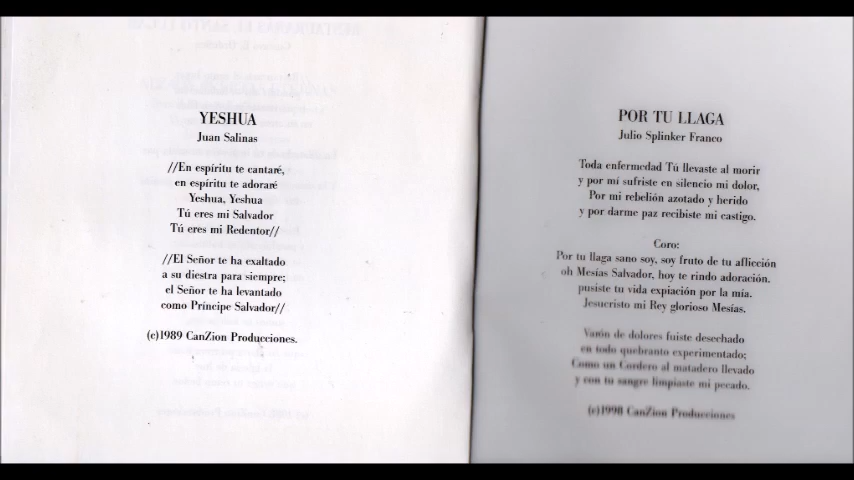 YESHUA
Juan Salinas
//En espíritu te cantaré,
en espíritu te adoraré
Yeshua, Yeshua
Tú eres mi Salvador
Tú eres mi Redentor//
//El Señor te ha exaltado
a su diestra para siempre;
el Señor te ha levantado
como Príncipe Salvador//
(c)1989 CanZion Producciones.
POR TU LLAGA
Julio Splinker Franco
Toda enfermedad Tú llevaste al morir
y por mí sufriste en silencio mi dolor,
Por mi rebelión azotado y herido
y por darme paz recibiste mi castigo.
Coro:
Por tu llaga sano soy, soy fruto de tu aflicción
oh Mesías Salvador, hoy te rindo adoración.
pusiste tu vida expiación por la mía.
Jesucristo mi Rey glorioso Mesías.
Varón de dolores fuiste desechado
en todo quebranto experimentado;
Como un Cordero al matadero llevado
y con tu sangre limpiaste mi pecado.
(c)1998 CanZion Producciones